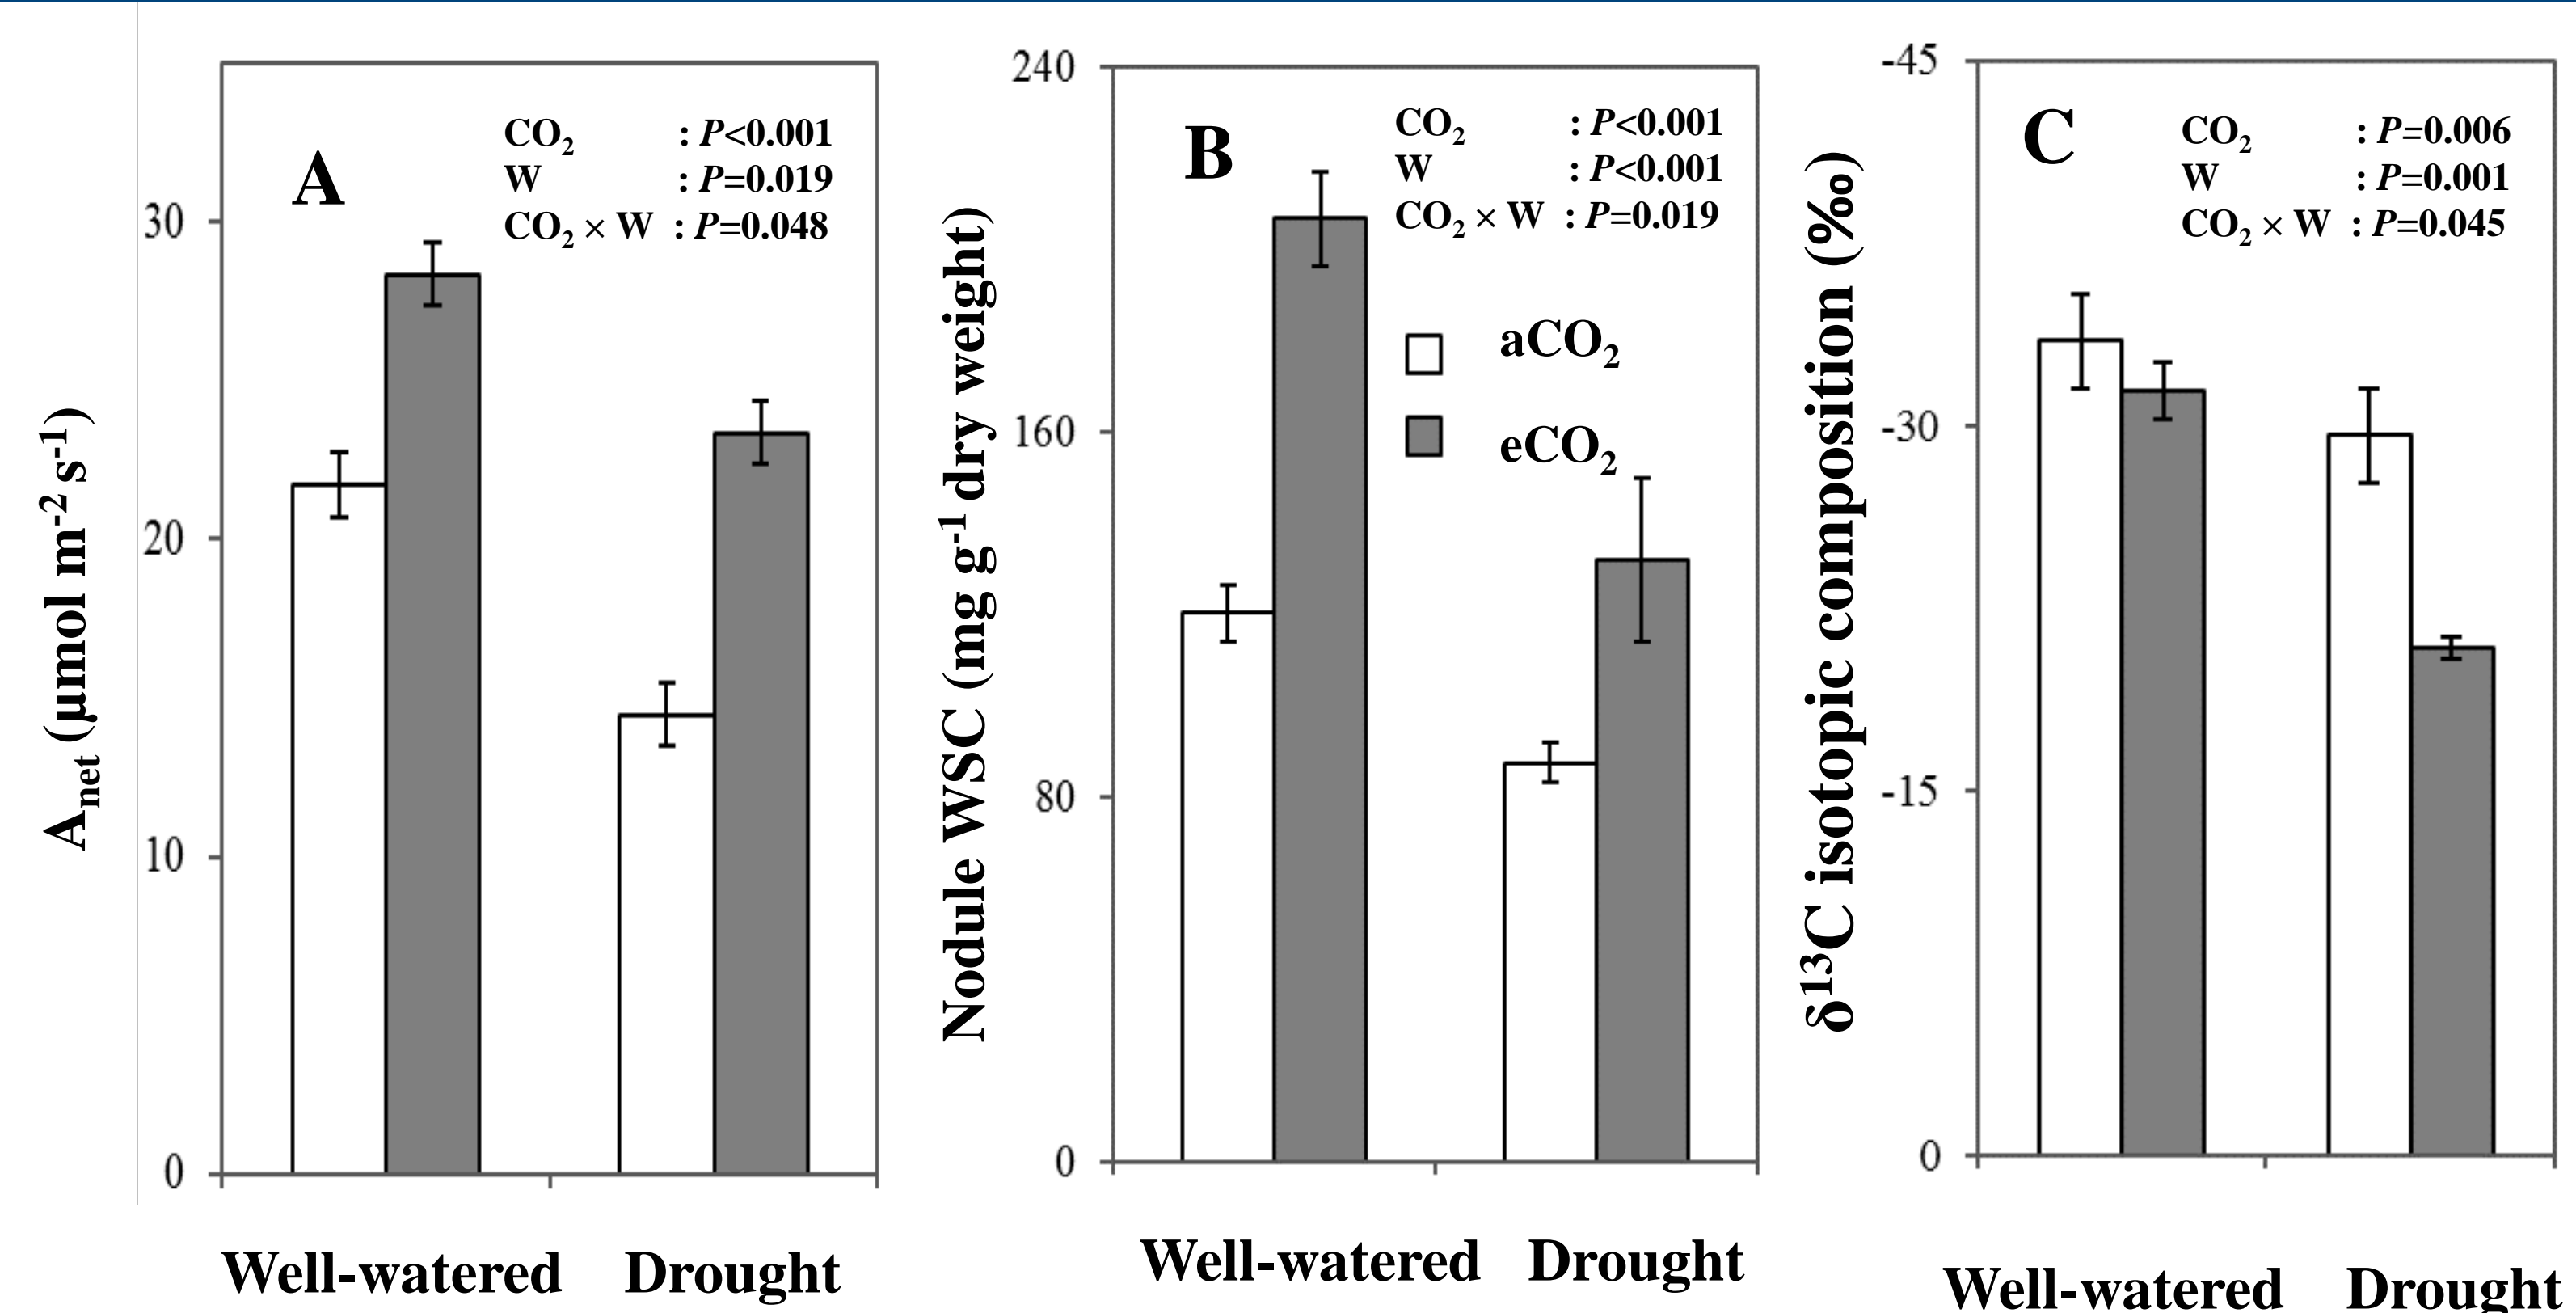 A_net (µmol m⁻² s⁻¹)
30
20
10
0
A
CO₂ : P<0.001
W : P=0.019
CO₂ × W : P=0.048
Well-watered Drought
Nodule WSC (mg g⁻¹ dry weight)
240
160
80
0
B
CO₂ : P<0.001
W : P<0.001
CO₂ × W : P=0.019
aCO₂
eCO₂
Well-watered Drought
δ¹³C isotopic composition (‰)
-45
-30
-15
0
C
CO₂ : P=0.006
W : P=0.001
CO₂ × W : P=0.045
Well-watered Drought